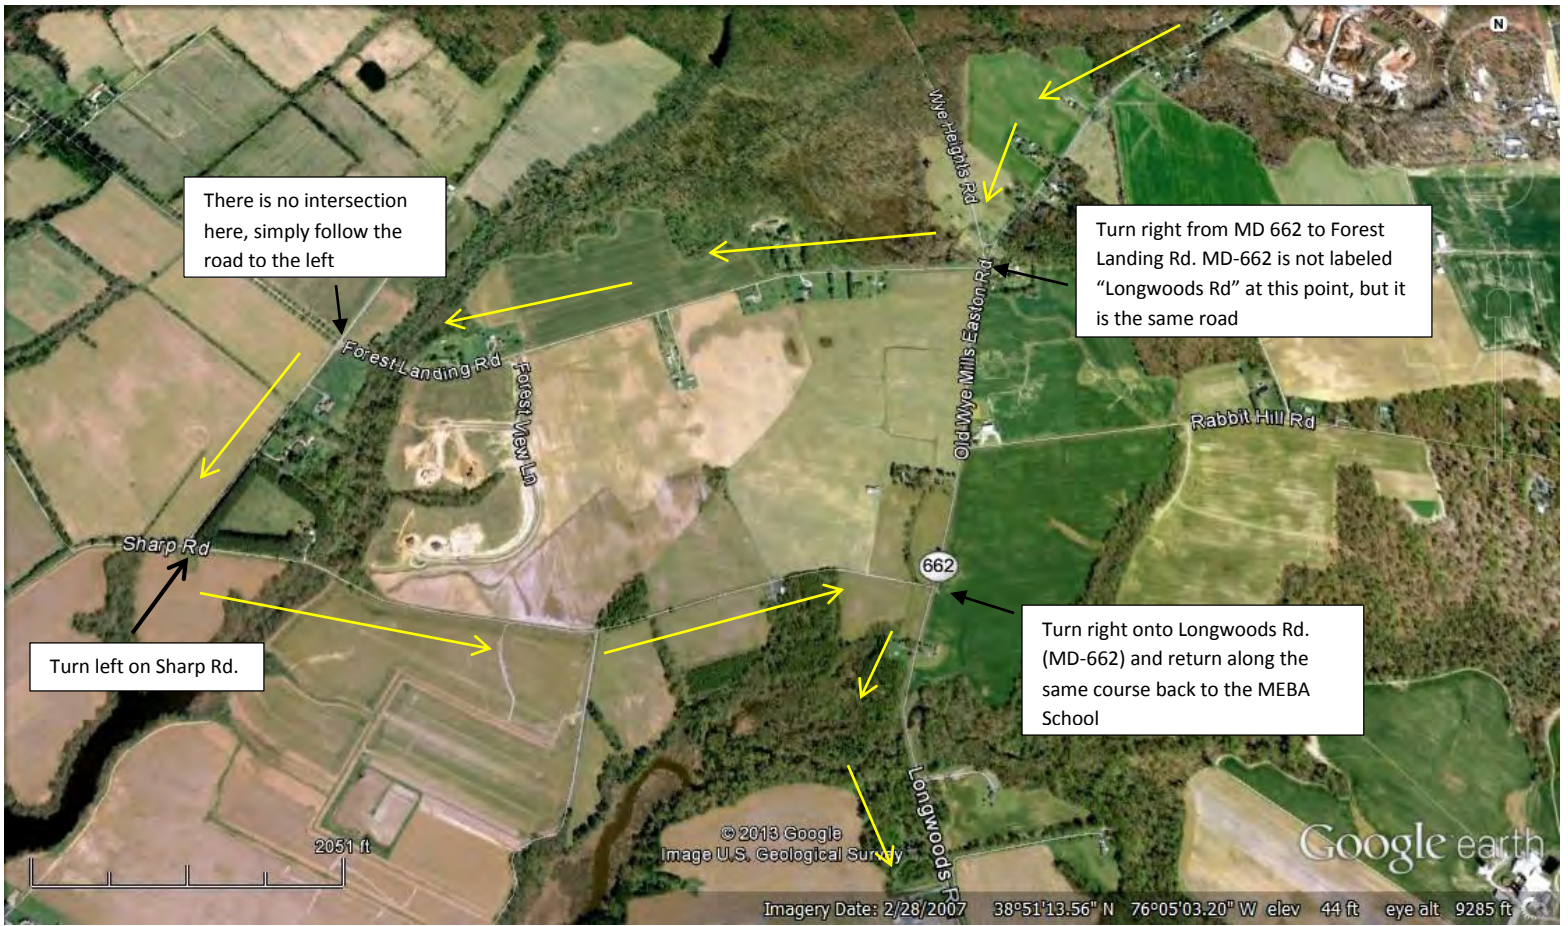 N
Wye Heights Rd
There is no intersection
here, simply follow the
road to the left
Turn right from MD 662 to Forest
Landing Rd. MD-662 is not labeled
“Longwoods Rd” at this point, but it
is the same road
Old Wye Mills Easton Rd
Forest Landing Rd
Forest View Ln
Rabbit Hill Rd
Sharp Rd
662
Turn left on Sharp Rd.
Turn right onto Longwoods Rd.
(MD-662) and return along the
same course back to the MEBA
School
Longwoods R
2051 ft
© 2013 Google
Image U.S. Geological Survey
Google earth
Imagery Date: 2/28/2007 38°51'13.56" N 76°05'03.20" W elev 44 ft eye alt 9285 ft